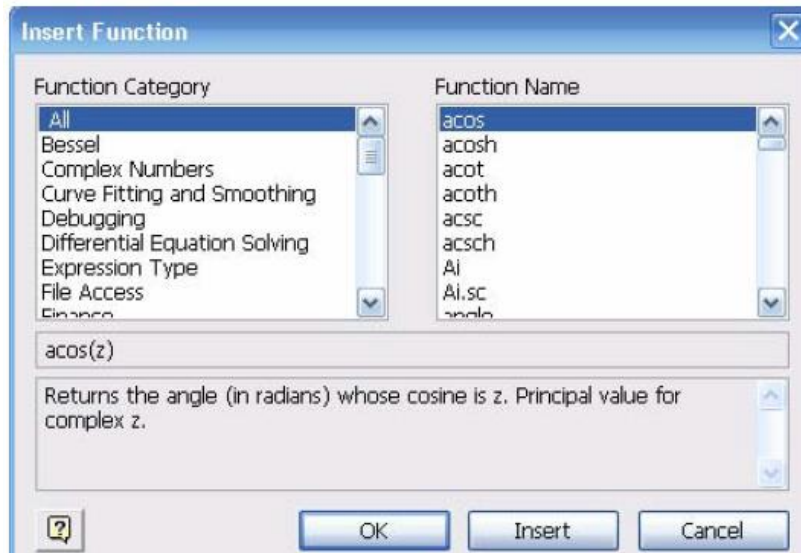 Insert Function
Function Category
All
Bessel
Complex Numbers
Curve Fitting and Smoothing
Debugging
Differential Equation Solving
Expression Type
File Access
Finance
Function Name
acos
acosh
acot
acoth
acsc
acsch
Ai
Ai.sc
angle
acos(z)
Returns the angle (in radians) whose cosine is z. Principal value for
complex z.
?
OK
Insert
Cancel